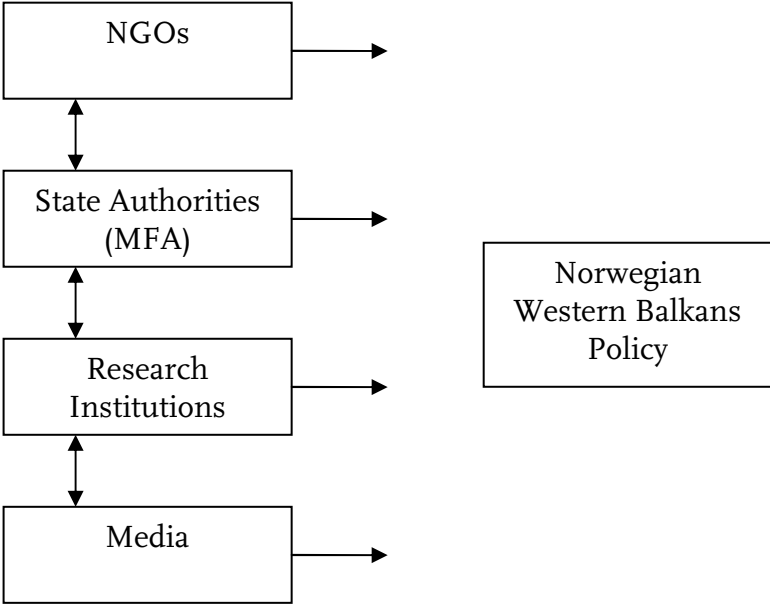 NGOs
State Authorities
(MFA)
Research
Institutions
Media
Norwegian
Western Balkans
Policy